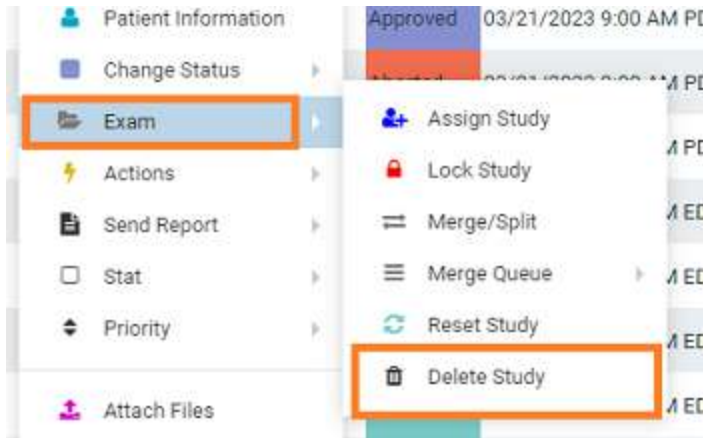 Patient Information
Approved 03/21/2023 9:00 AM PD
Change Status
Exam
Assign Study
Actions
Lock Study
Send Report
Merge/Split
Stat
Merge Queue
Priority
Reset Study
Delete Study
Attach Files